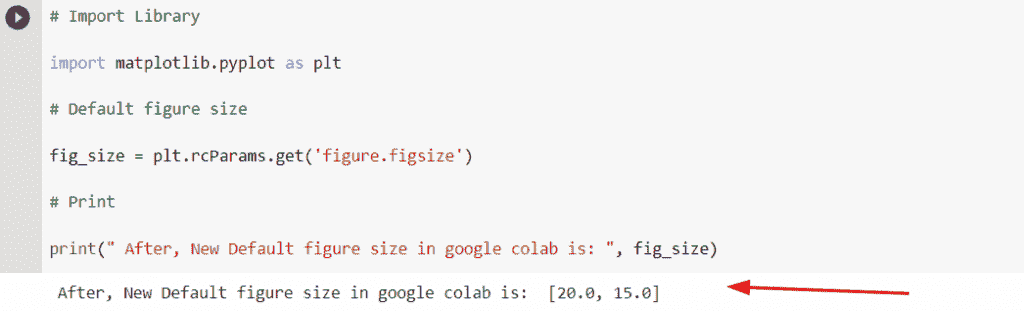 # Import Library
import matplotlib.pyplot as plt
# Default figure size
fig_size = plt.rcParams.get('figure.figsize')
# Print
print(" After, New Default figure size in google colab is: ", fig_size)
After, New Default figure size in google colab is:  [20.0, 15.0]